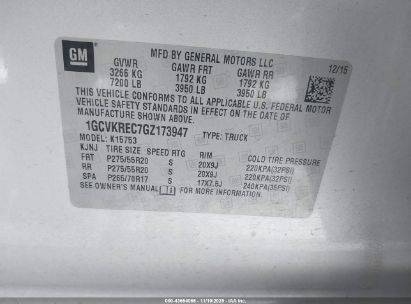 GM
MFD BY GENERAL MOTORS LLC
12/15
GVWR GAWR FRT GAWR RR
3266 KG 1792 KG 1792 KG
7200 LB 3950 LB 3950 LB
THIS VEHICLE CONFORMS TO ALL APPLICABLE U.S. FEDERAL
MOTOR VEHICLE SAFETY STANDARDS IN EFFECT ON THE DATE OF
MANUFACTURE SHOWN ABOVE.
1GCVKREC7GZ173947 TYPE: TRUCK
MODEL: K15753
KJNJ TIRE SIZE SPEED RTG RIM COLD TIRE PRESSURE
FRT P275/55R20 S 20X9J 220KPA(32PSI)
RR P275/55R20 S 20X9J 220KPA(32PSI)
SPA P265/70R17 S 17X7.5J 240KPA(35PSI)
SEE OWNER'S MANUAL FOR MORE INFORMATION.